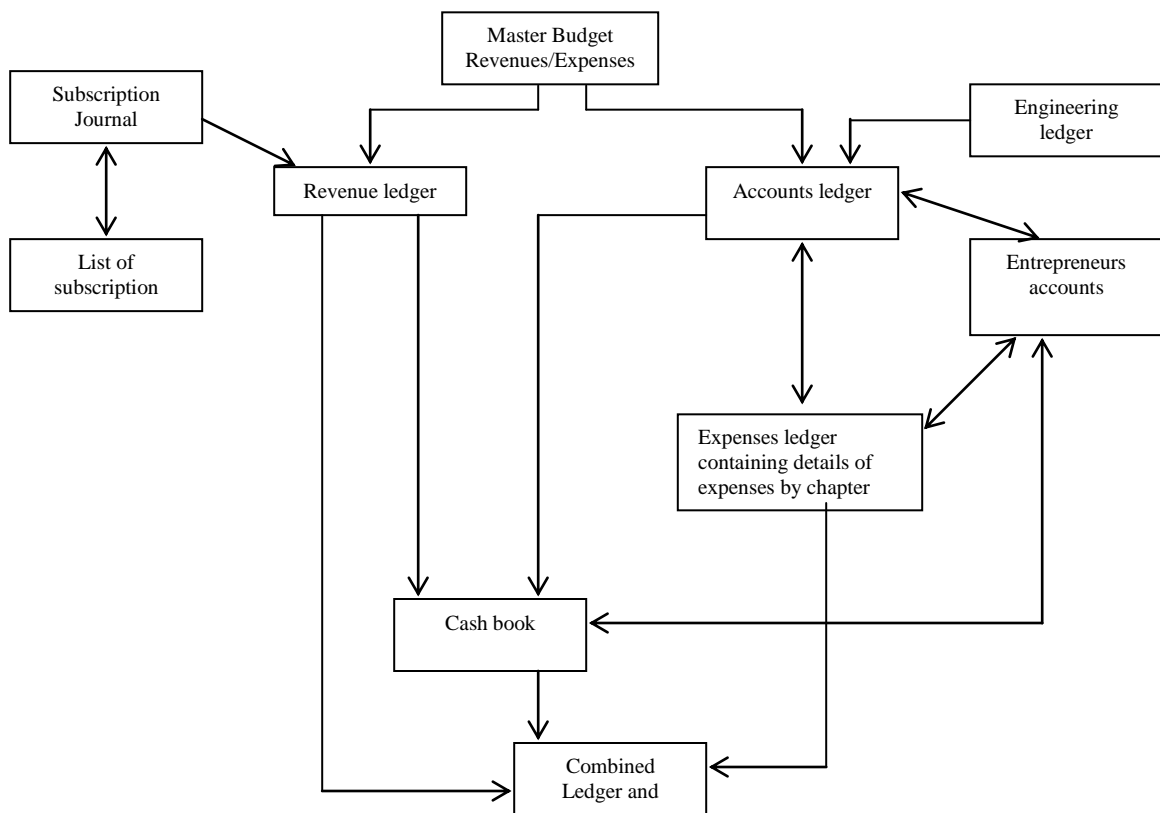 Master Budget
Revenues/Expenses
Subscription
Journal
Engineering
ledger
Revenue ledger
Accounts ledger
List of
subscription
Entrepreneurs
accounts
Expenses ledger
containing details of
expenses by chapter
Cash book
Combined
Ledger and